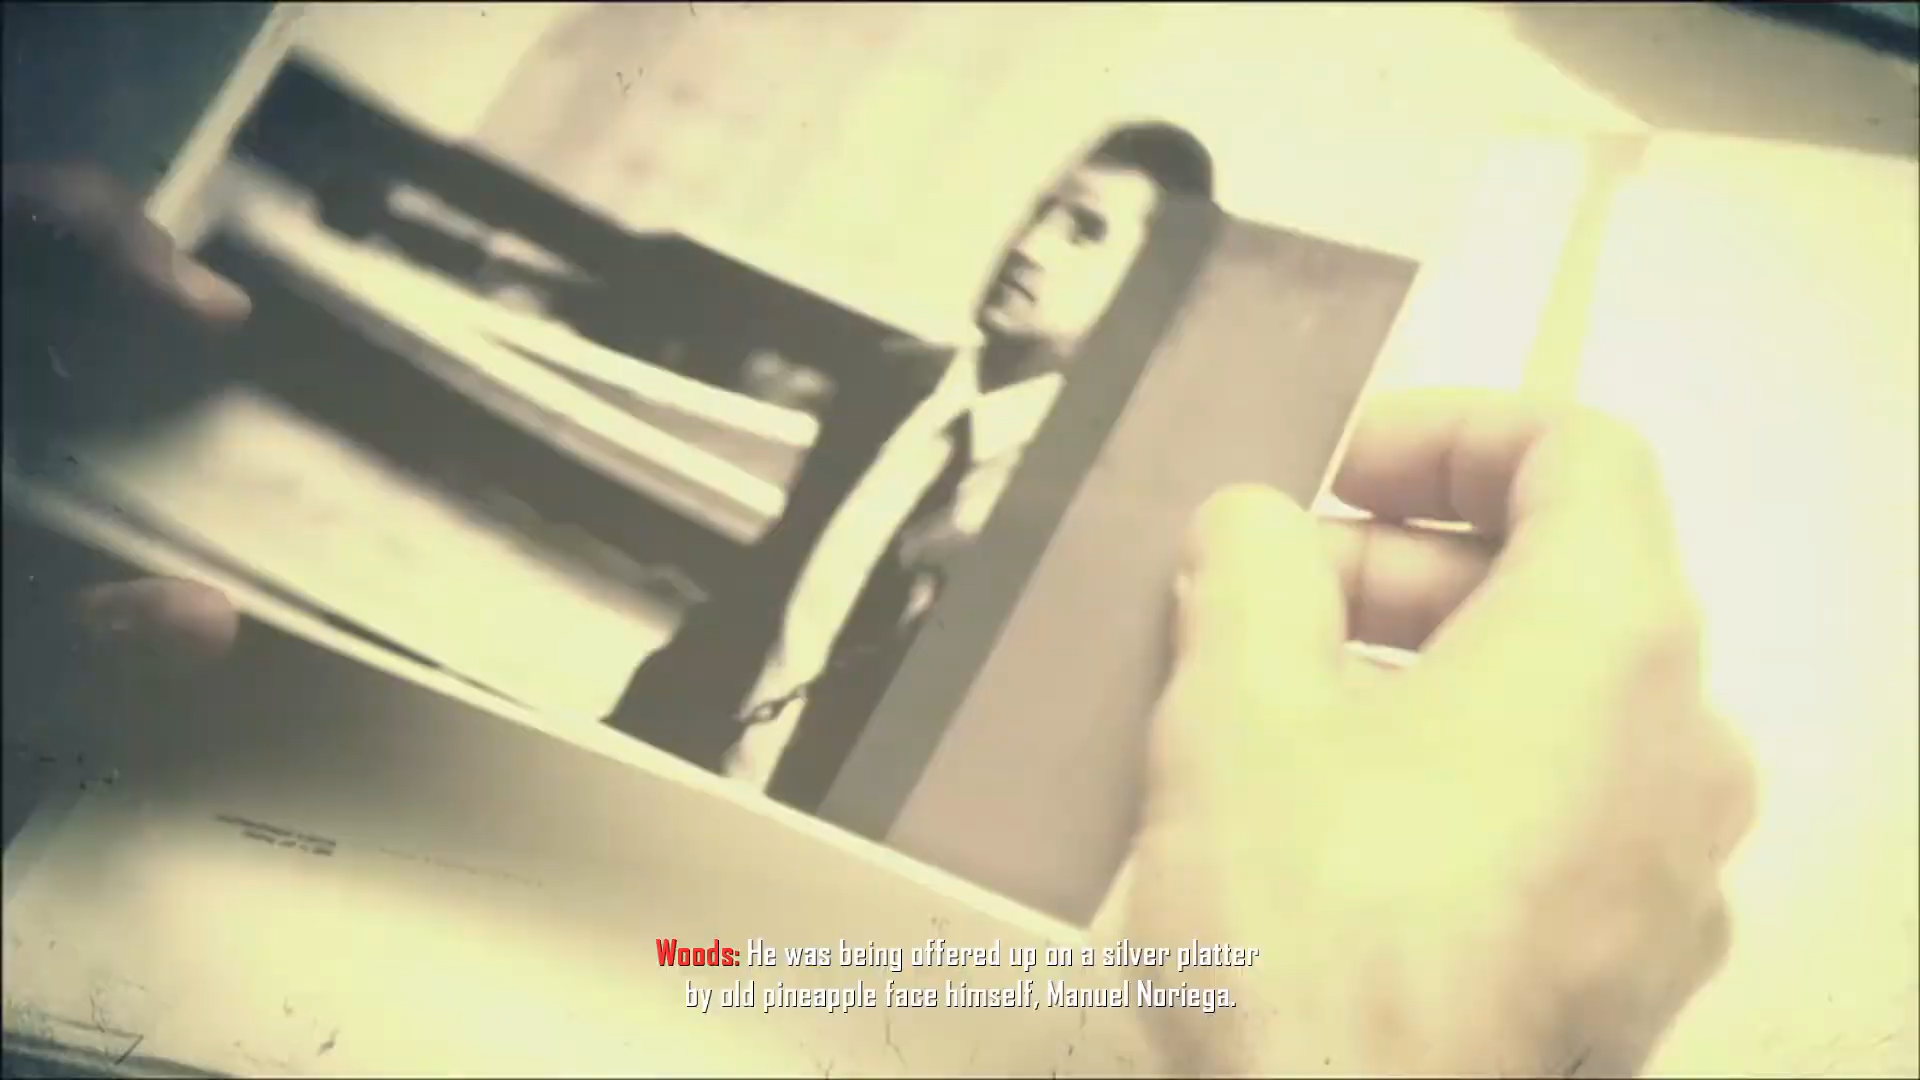 Woods: He was being offered up on a silver platter
by old pineapple face himself, Manuel Noriega.